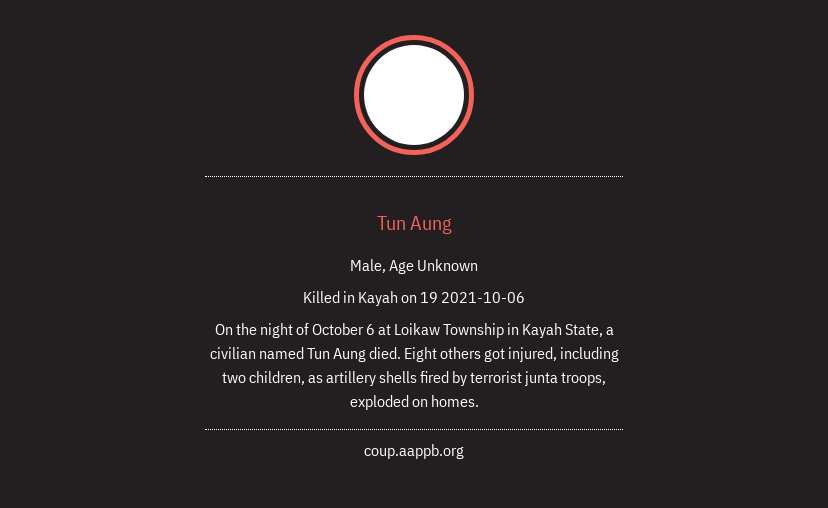 Tun Aung
Male, Age Unknown
Killed in Kayah on 19 2021-10-06
On the night of October 6 at Loikaw Township in Kayah State, a
civilian named Tun Aung died. Eight others got injured, including
two children, as artillery shells fired by terrorist junta troops,
exploded on homes.
coup.aappb.org